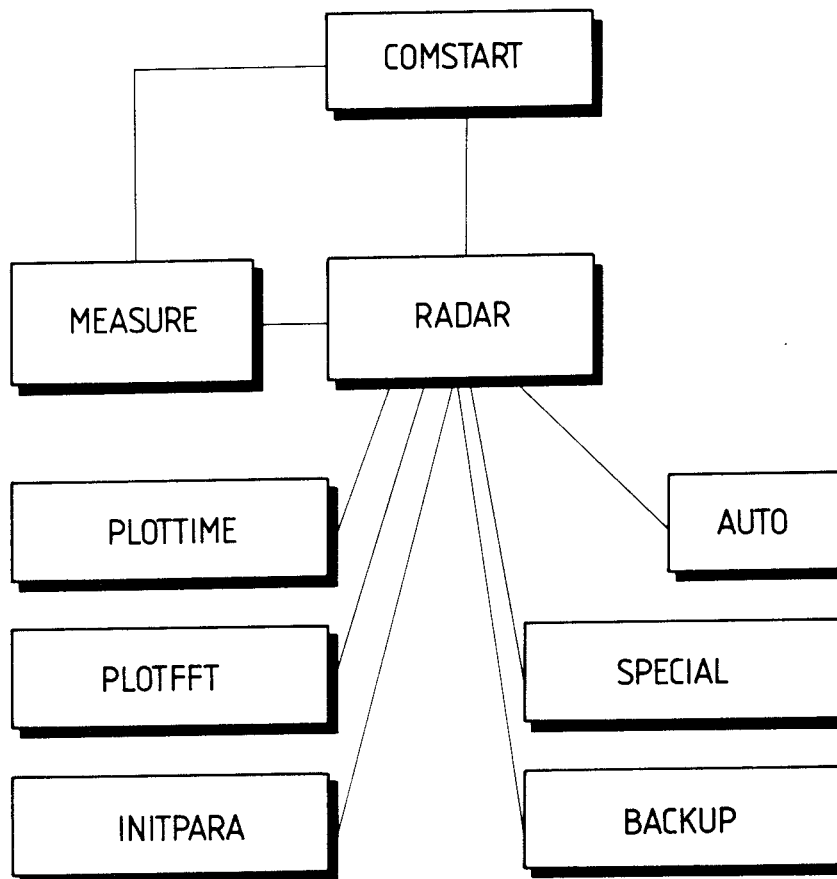 COMSTART
MEASURE
RADAR
PLOTTIME
AUTO
PLOTFFT
SPECIAL
INITPARA
BACKUP